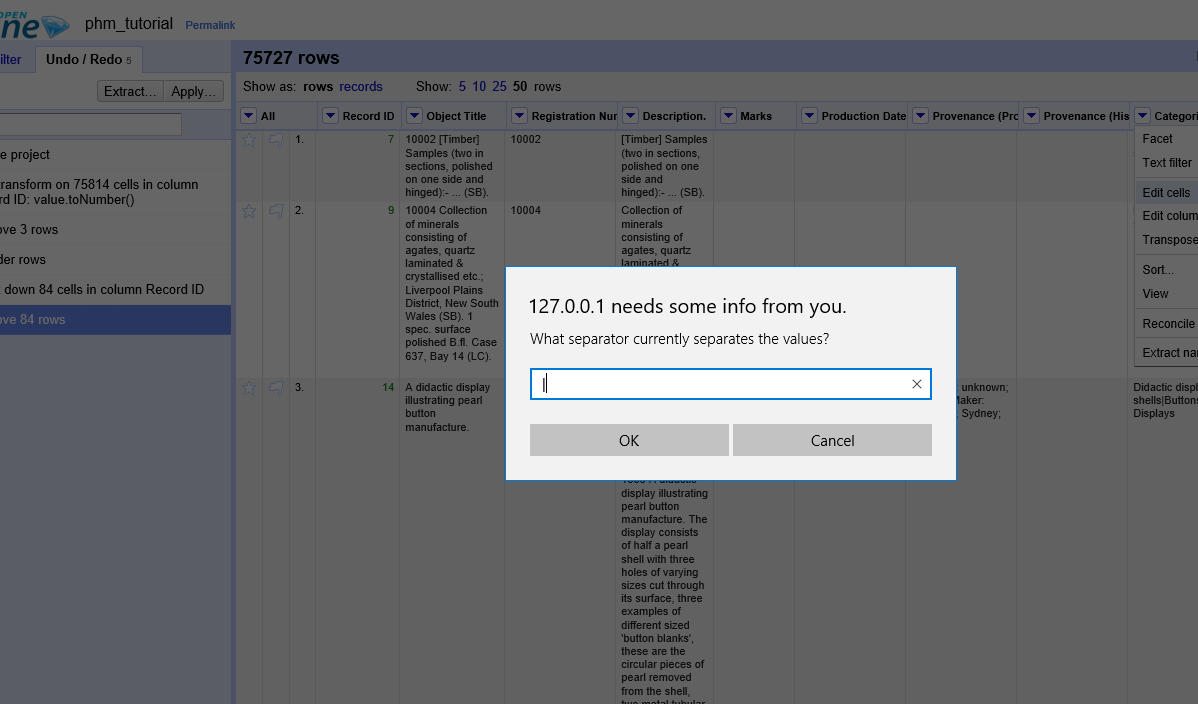 OPEN
ne phm_tutorial Permalink
ilter Undo / Redo 5
75727 rows
Extract... Apply...
Show as: rows records Show: 5 10 25 50 rows
All Record ID Object Title Registration Nur Description. Marks Production Date Provenance (Pro Provenance (His Categori
e project
ransform on 75814 cells in column
rd ID: value.toNumber()
ove 3 rows
der rows
down 84 cells in column Record ID
ove 84 rows
1. 7
10002 [Timber]
Samples (two in
sections, polished
on one side and
hinged):- ... (SB).
10002
[Timber] Samples
(two in sections,
polished on one
side and
hinged):- ... (SB).
2. 9
10004 Collection
of minerals
consisting of
agates, quartz
laminated &
crystallised etc.;
Liverpool Plains
District, New South
Wales (SB). 1
spec. surface
polished B.fl. Case
637, Bay 14 (LC).
10004
Collection of
minerals
consisting of
agates, quartz
laminated &
3. 14
A didactic display
illustrating pearl
button
manufacture.
display illustrating
pearl button
manufacture. The
display consists
of half a pearl
shell with three
holes of varying
sizes cut through
its surface, three
examples of
different sized
'button blanks',
these are the
circular pieces of
pearl removed
from the shell,
two metal tubular
: unknown;
Maker:
, Sydney;
Didactic displ
shells|Buttons
Displays
Facet
Text filter
Edit cells
Edit colum
Transpose
Sort...
View
Reconcile
Extract na
127.0.0.1 needs some info from you.
What separator currently separates the values?
|
OK Cancel